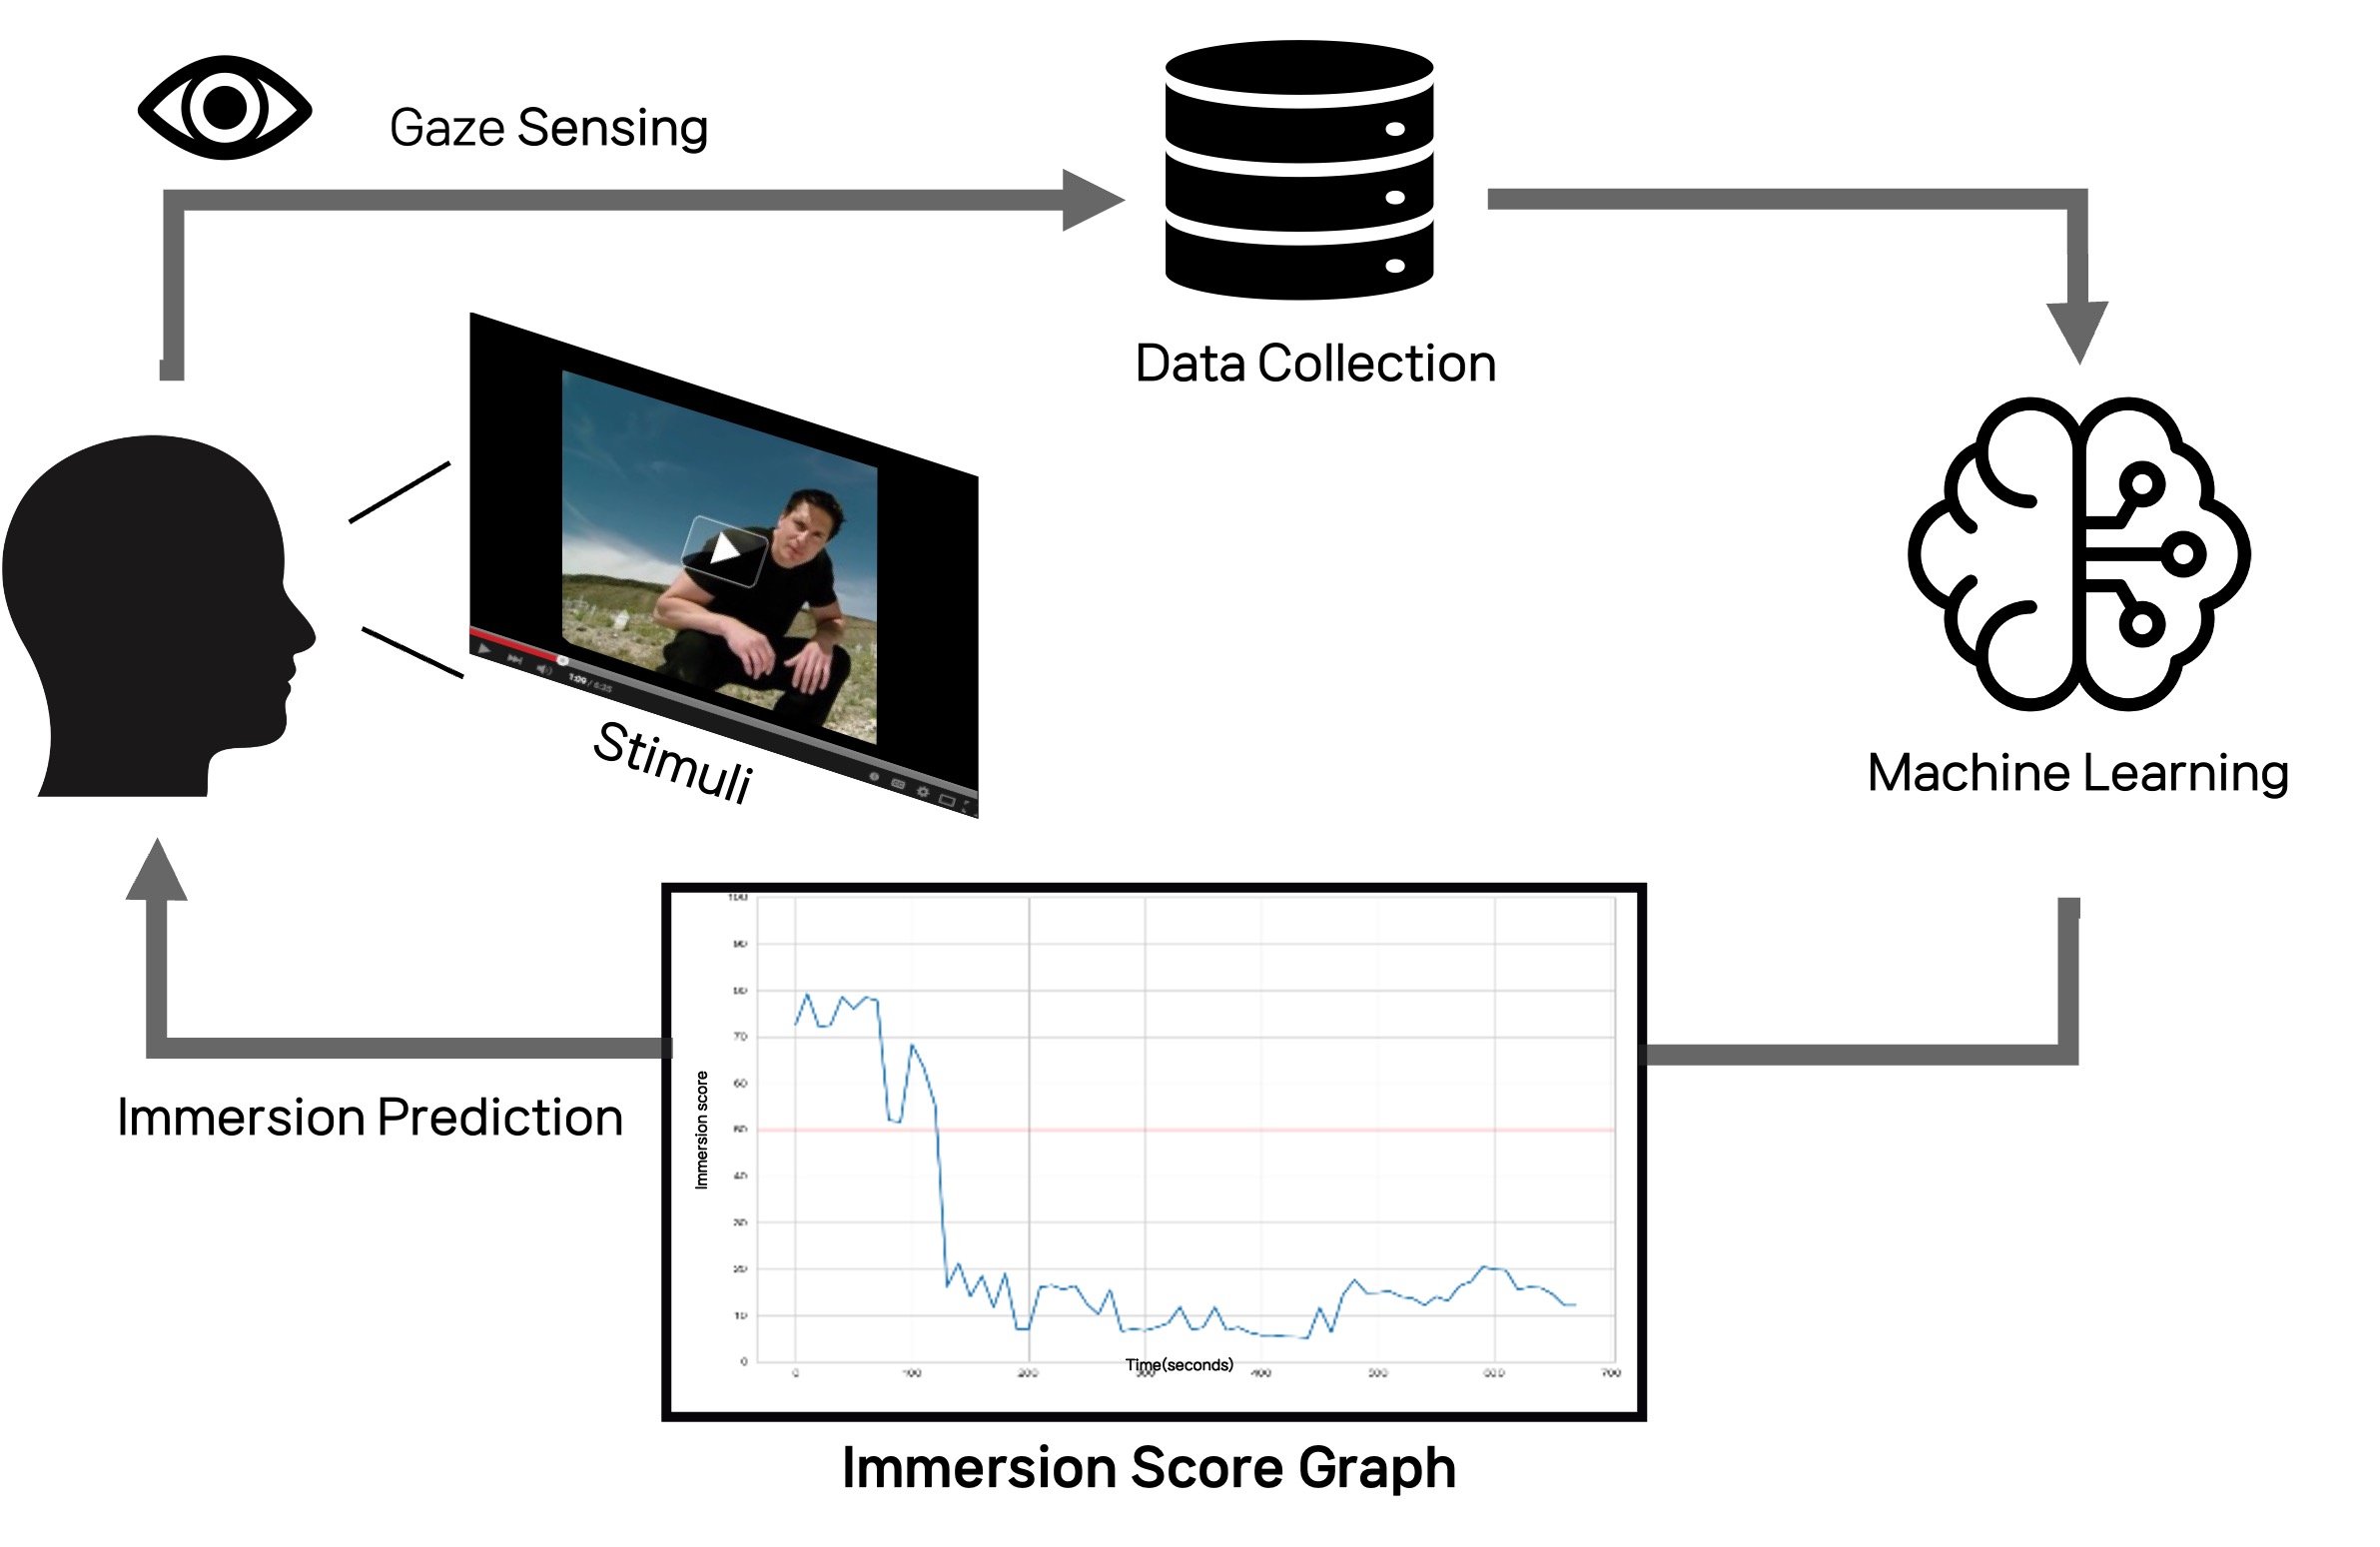 Gaze Sensing
Data Collection
1:09 / 6:35
Stimuli
Machine Learning
100
90
80
70
60
50
40
30
20
10
0
Immersion score
Time(seconds)
0
100
200
300
400
500
600
700
Immersion Prediction
Immersion Score Graph